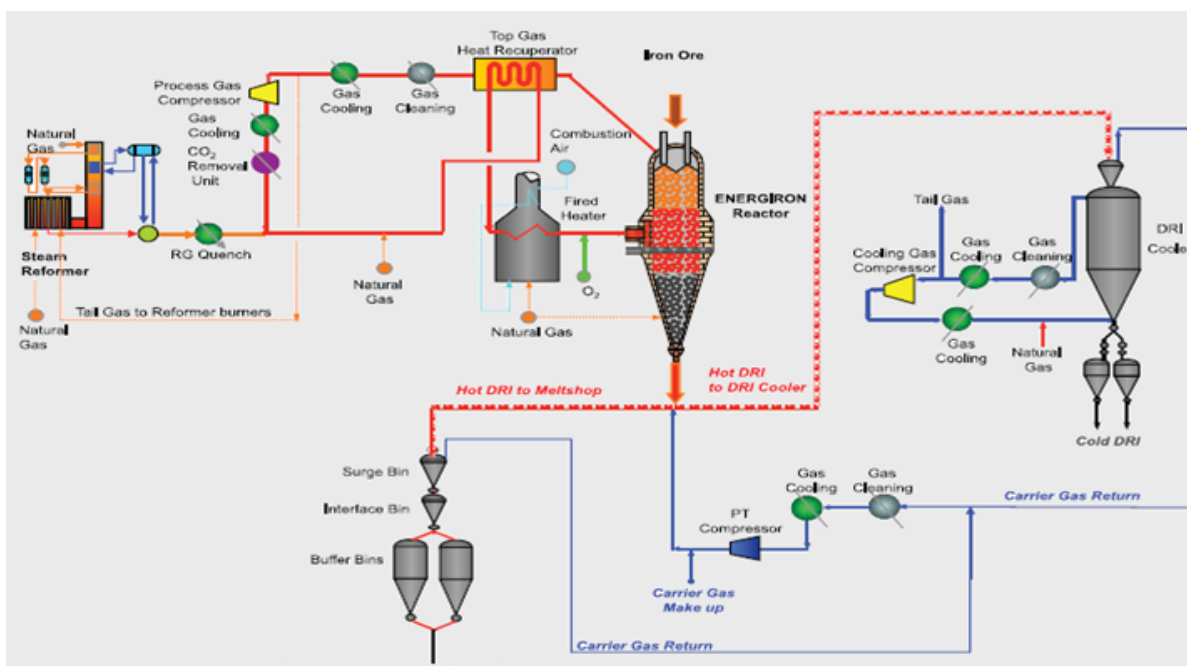 Top Gas
Heat Recuperator
Iron Ore
Process Gas
Compressor
Gas
Cooling
Gas
Cleaning
Gas
Cooling
Natural
Gas
CO2
Removal
Unit
Combustion
Air
Fired
Heater
ENERGIRON
Reactor
Tail Gas
Gas
Cooling
Gas
Cleaning
DRI
Coole
Cooling Gas
Compressor
RG Quench
Steam
Reformer
Natural
Gas
O2
Tail Gas to Reformer burners
Natural
Gas
Natural Gas
Gas
Cooling
Natural
Gas
Hot DRI to Meltshop
Hot DRI
to DRI Cooler
Cold DRI
Surge Bin
Interface Bin
Buffer Bins
Gas
Cooling
Gas
Cleaning
Carrier Gas Return
PT
Compressor
Carrier Gas
Make up
Carrier Gas Return